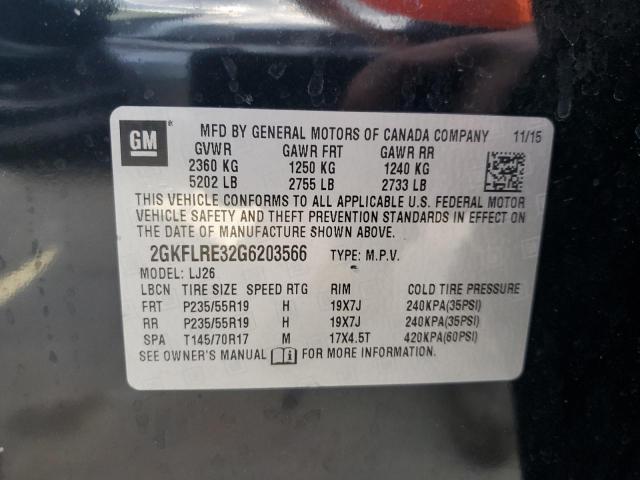 GM MFD BY GENERAL MOTORS OF CANADA COMPANY 11/15
GVWR GAWR FRT GAWR RR
2360 KG 1250 KG 1240 KG
5202 LB 2755 LB 2733 LB
THIS VEHICLE CONFORMS TO ALL APPLICABLE U.S. FEDERAL MOTOR
VEHICLE SAFETY AND THEFT PREVENTION STANDARDS IN EFFECT ON
THE DATE OF MANUFACTURE SHOWN ABOVE.
2GKFLRE32G6203566 TYPE: M.P.V.
MODEL: LJ26
LBCN TIRE SIZE SPEED RTG RIM COLD TIRE PRESSURE
FRT P235/55R19 H 19X7J 240KPA(35PSI)
RR P235/55R19 H 19X7J 240KPA(35PSI)
SPA T145/70R17 M 17X4.5T 420KPA(60PSI)
SEE OWNER'S MANUAL FOR MORE INFORMATION.